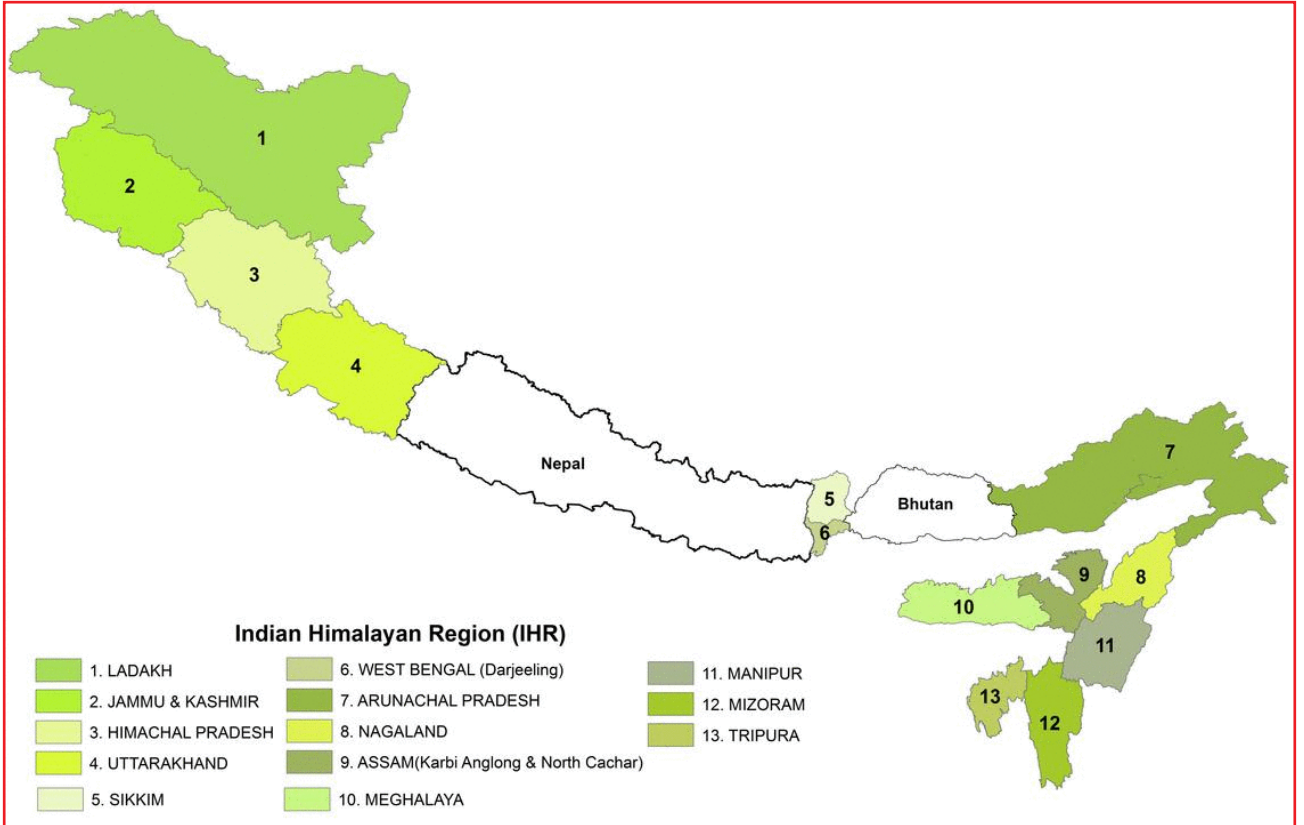 1
2
3
4
Nepal
5
6
Bhutan
7
8
9
10
11
12
13
Indian Himalayan Region (IHR)
1. LADAKH
2. JAMMU & KASHMIR
3. HIMACHAL PRADESH
4. UTTARAKHAND
5. SIKKIM
6. WEST BENGAL (Darjeeling)
7. ARUNACHAL PRADESH
8. NAGALAND
9. ASSAM(Karbi Anglong & North Cachar)
10. MEGHALAYA
11. MANIPUR
12. MIZORAM
13. TRIPURA